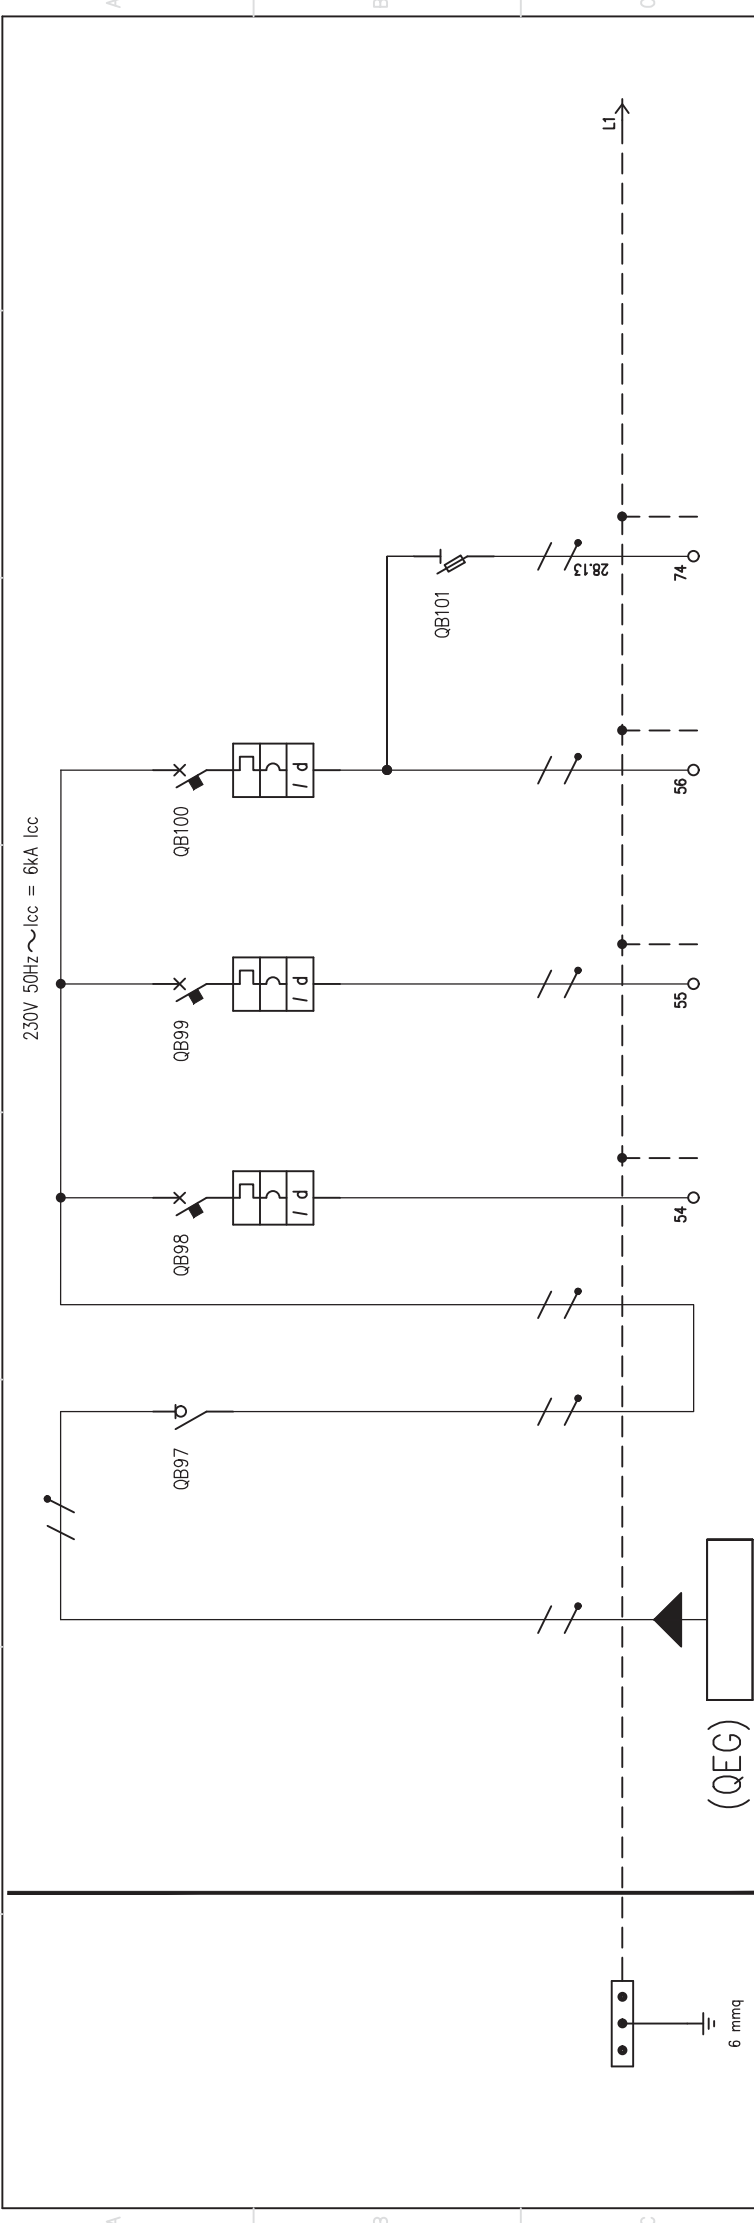 A
B
C
L1
28.13
74
QB101
56
QB100
230V 50Hz ~ Icc = 6kA Icc
I d
QB99
55
I d
QB98
54
I d
QB97
(QEG)
6 mmq
A
B
C